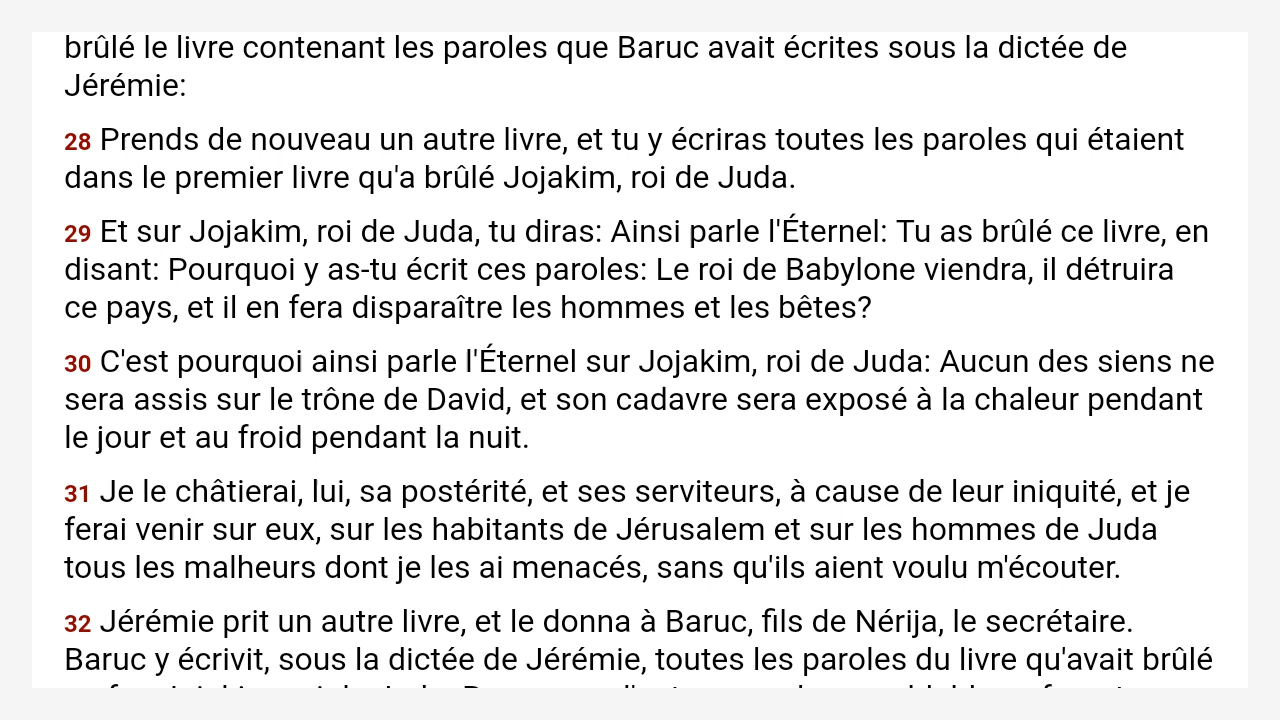 brûlé le livre contenant les paroles que Baruc avait écrites sous la dictée de
Jérémie:
28 Prends de nouveau un autre livre, et tu y écriras toutes les paroles qui étaient
dans le premier livre qu'a brûlé Jojakim, roi de Juda.
29 Et sur Jojakim, roi de Juda, tu diras: Ainsi parle l'Éternel: Tu as brûlé ce livre, en
disant: Pourquoi y as-tu écrit ces paroles: Le roi de Babylone viendra, il détruira
ce pays, et il en fera disparaître les hommes et les bêtes?
30 C'est pourquoi ainsi parle l'Éternel sur Jojakim, roi de Juda: Aucun des siens ne
sera assis sur le trône de David, et son cadavre sera exposé à la chaleur pendant
le jour et au froid pendant la nuit.
31 Je le châtierai, lui, sa postérité, et ses serviteurs, à cause de leur iniquité, et je
ferai venir sur eux, sur les habitants de Jérusalem et sur les hommes de Juda
tous les malheurs dont je les ai menacés, sans qu'ils aient voulu m'écouter.
32 Jérémie prit un autre livre, et le donna à Baruc, fils de Nérija, le secrétaire.
Baruc y écrivit, sous la dictée de Jérémie, toutes les paroles du livre qu'avait brûlé